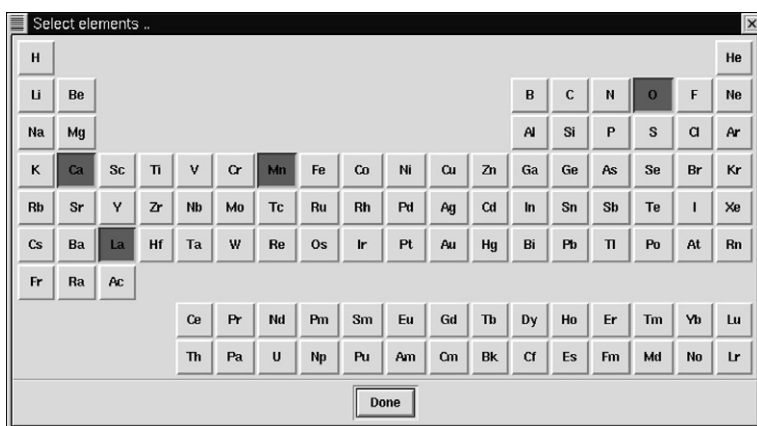 Select elements ..
H He
Li Be B C N O F Ne
Na Mg Al Si P S Cl Ar
K Ca Sc Ti V Cr Mn Fe Co Ni Cu Zn Ga Ge As Se Br Kr
Rb Sr Y Zr Nb Mo Tc Ru Rh Pd Ag Cd In Sn Sb Te I Xe
Cs Ba La Hf Ta W Re Os Ir Pt Au Hg Bi Pb Tl Po At Rn
Fr Ra Ac
Ce Pr Nd Pm Sm Eu Gd Tb Dy Ho Er Tm Yb Lu
Th Pa U Np Pu Am Cm Bk Cf Es Fm Md No Lr
Done